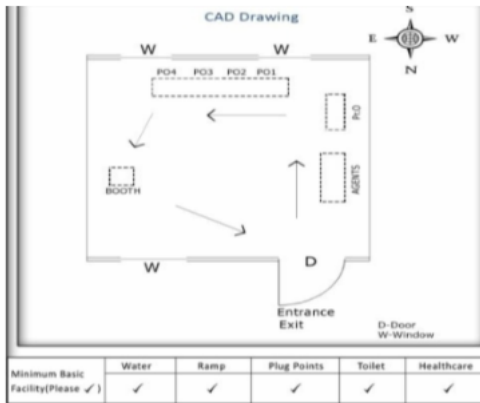 CAD Drawing
S
E W
N
W W
PO4 PO3 PO2 PO1
PrO
AGENTS
BOOTH
W
D
Entrance
Exit
D-Door
W-Window
Minimum Basic
Facility(Please ✓)
Water Ramp Plug Points Toilet Healthcare
✓ ✓ ✓ ✓ ✓